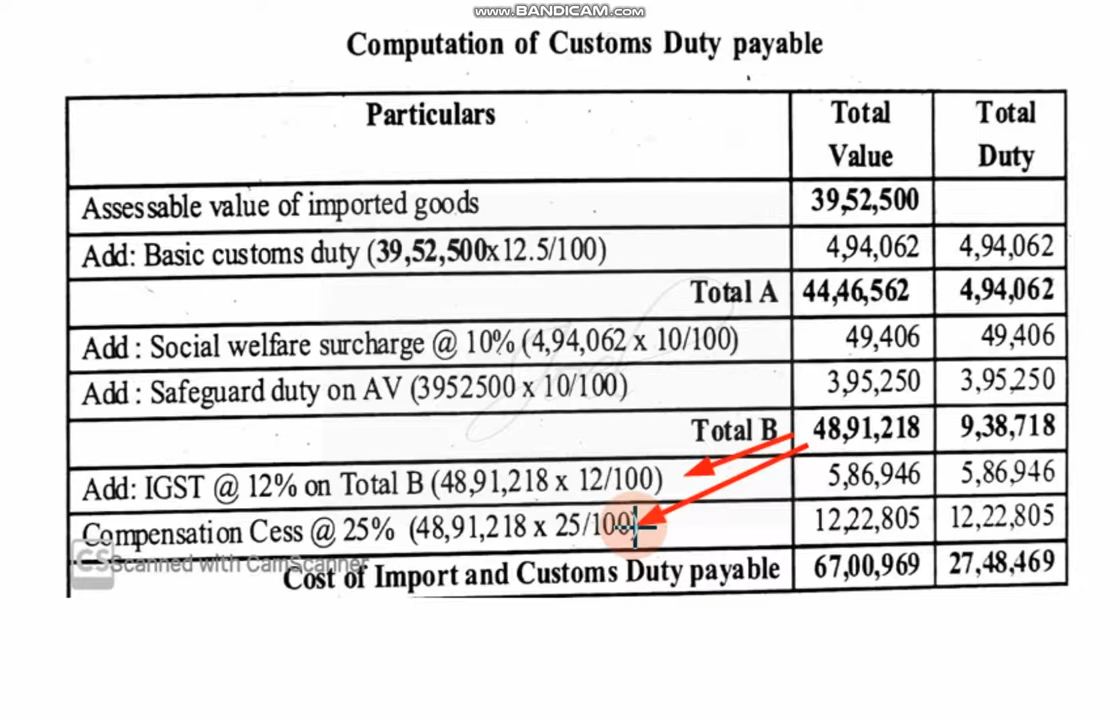 www.BANDICAM.com
Computation of Customs Duty payable
Particulars Total Value Total Duty
Assessable value of imported goods 39,52,500
Add: Basic customs duty (39,52,500x12.5/100) 4,94,062 4,94,062
Total A 44,46,562 4,94,062
Add : Social welfare surcharge @ 10% (4,94,062 x 10/100) 49,406 49,406
Add : Safeguard duty on AV (3952500 x 10/100) 3,95,250 3,95,250
Total B 48,91,218 9,38,718
Add: IGST @ 12% on Total B (48,91,218 x 12/100) 5,86,946 5,86,946
Compensation Cess @ 25% (48,91,218 x 25/100) 12,22,805 12,22,805
CS Scanned with CamScanner
Cost of Import and Customs Duty payable 67,00,969 27,48,469